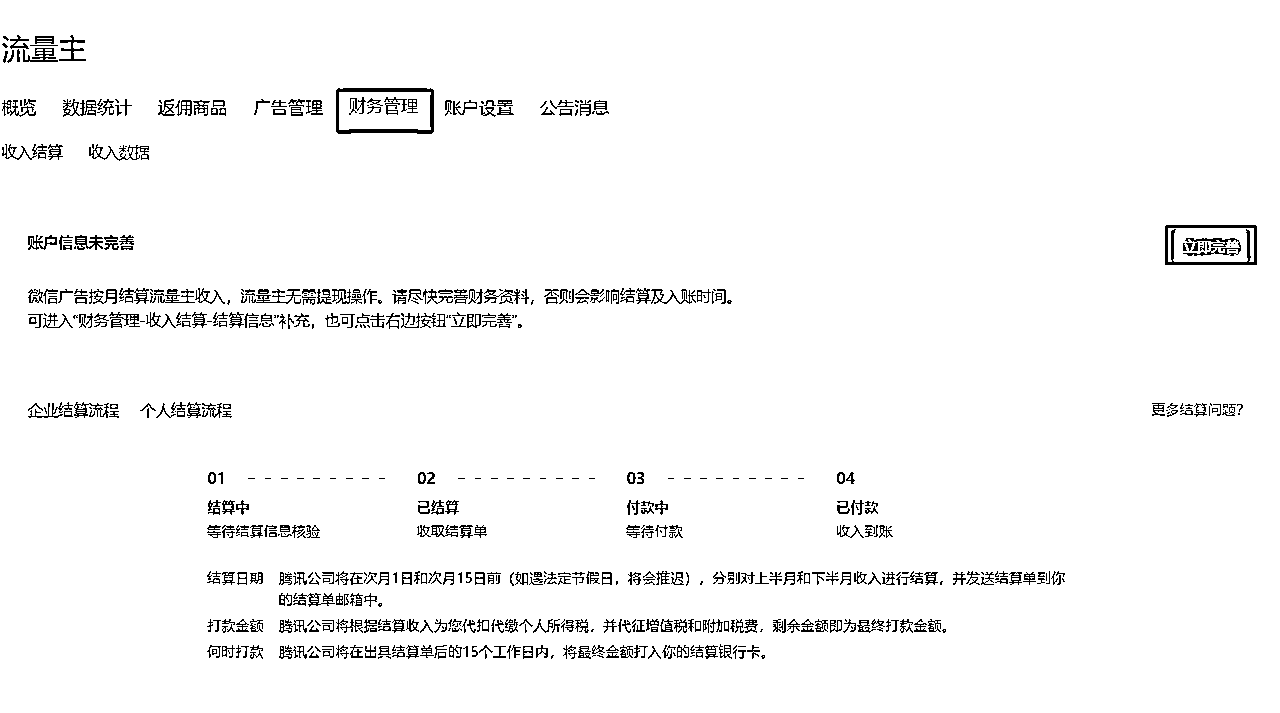 流量主
概览 数据统计 返佣商品 广告管理 财务管理 账户设置 公告消息
收入结算 收入数据
账户信息未完善
立即完善
微信广告按月结算流量主收入，流量主无需提现操作。请尽快完善财务资料，否则会影响结算及入账时间。
可进入“财务管理-收入结算-结算信息”补充，也可点击右边按钮“立即完善”。
企业结算流程 个人结算流程 更多结算问题？
01 02 03 04
结算中 已结算 付款中 已付款
等待结算信息核验 收取结算单 等待付款 收入到账
结算日期 腾讯公司将在次月1日和次月15日前（如遇法定节假日，将会推迟），分别对上半月和下半月收入进行结算，并发送结算单到你
的结算单邮箱中。
打款金额 腾讯公司将根据结算收入为您代扣代缴个人所得税，并代征增值税和附加税费，剩余金额即为最终打款金额。
何时打款 腾讯公司将在出具结算单后的15个工作日内，将最终金额打入你的结算银行卡。